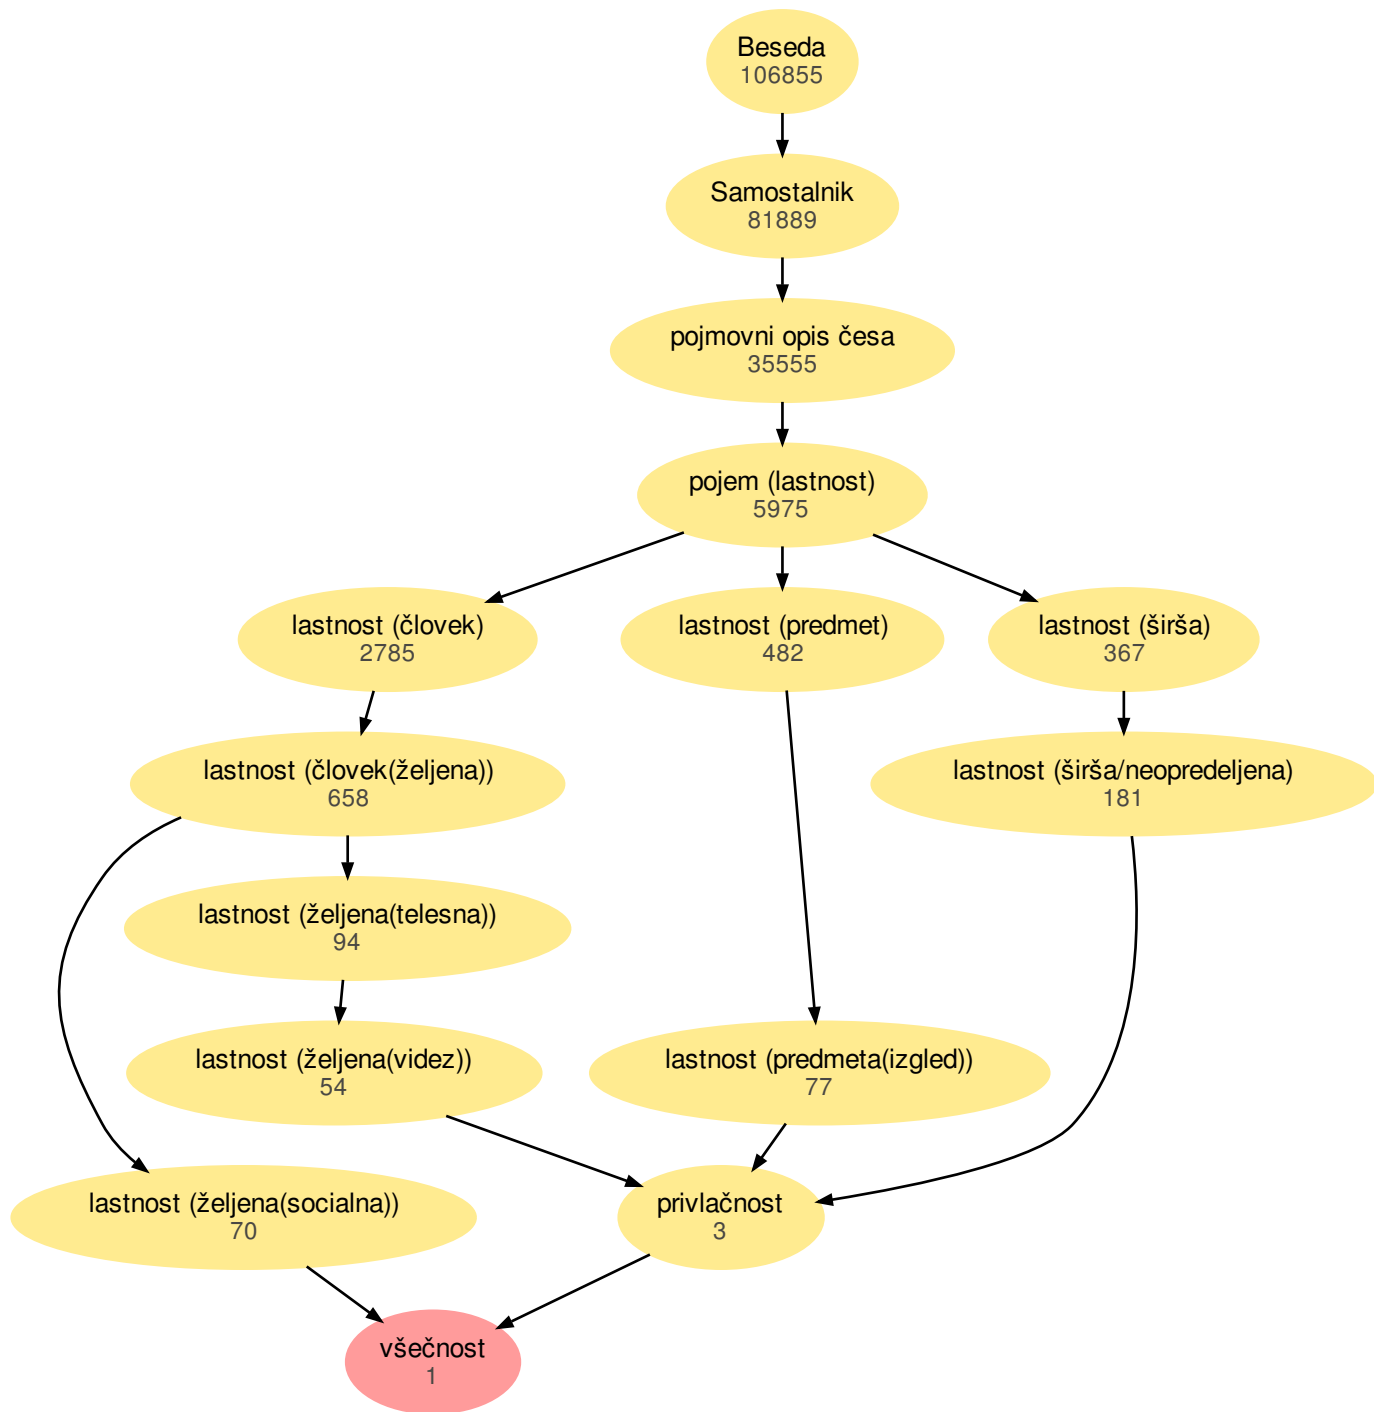 Beseda
106855
Samostalnik
81889
pojmovni opis česa
35555
pojem (lastnost)
5975
lastnost (človek)
2785
lastnost (predmet)
482
lastnost (širša)
367
lastnost (človek(željena))
658
lastnost (širša/neopredeljena)
181
lastnost (željena(telesna))
94
lastnost (željena(videz))
54
lastnost (predmeta(izgled))
77
lastnost (željena(socialna))
70
privlačnost
3
všečnost
1